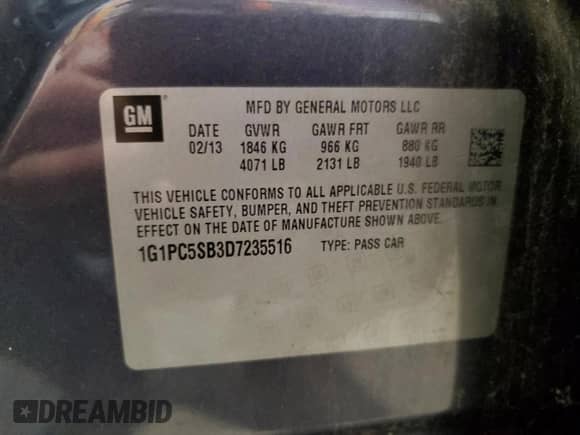 GM
MFD BY GENERAL MOTORS LLC
DATE GVWR GAWR FRT GAWR RR
02/13 1846 KG 966 KG 880 KG
4071 LB 2131 LB 1940 LB
THIS VEHICLE CONFORMS TO ALL APPLICABLE U.S. FEDERAL MOTOR
VEHICLE SAFETY, BUMPER, AND THEFT PREVENTION STANDARDS IN
EFFECT ON THE DATE OF MANUFACTURE SHOWN ABOVE.
1G1PC5SB3D7235516 TYPE: PASS CAR
DREAMBID